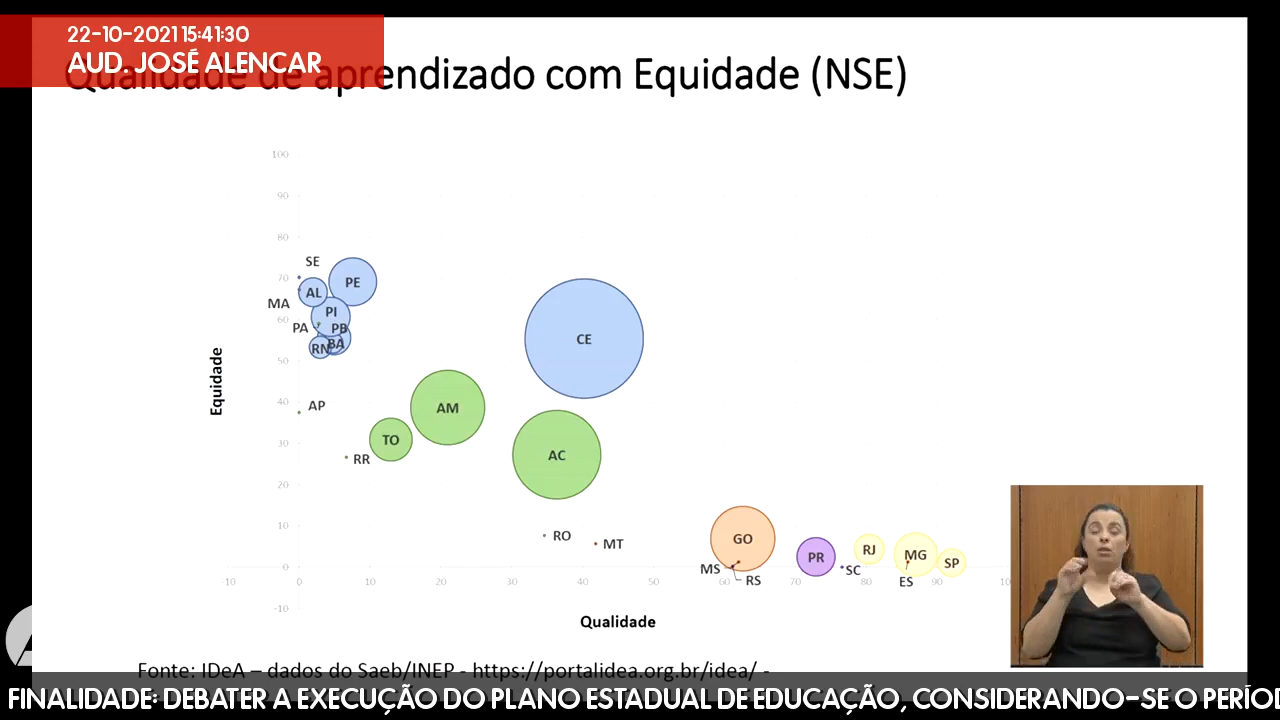 22-10-2021 15:41:30
AUD. JOSÉ ALENCAR
Qualidade de aprendizado com Equidade (NSE)
100
90
80
70
60
50
40
30
20
10
0
-10
Equidade
SE
PE
AL
MA
PI
PA
PB
BA
RN
CE
AP
AM
TO
RR
AC
RO
MT
GO
PR
RJ
MG
SP
MS
RS
SC
ES
-10
0
10
20
30
40
50
60
70
80
90
Qualidade
Fonte: IDeA – dados do Saeb/INEP - https://portalidea.org.br/idea/ -
FINALIDADE: DEBATER A EXECUÇÃO DO PLANO ESTADUAL DE EDUCAÇÃO, CONSIDERANDO-SE O